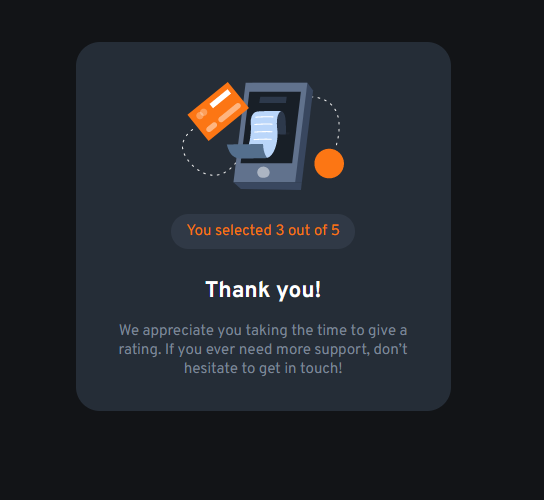 You selected 3 out of 5
Thank you!
We appreciate you taking the time to give a
rating. If you ever need more support, don’t
hesitate to get in touch!